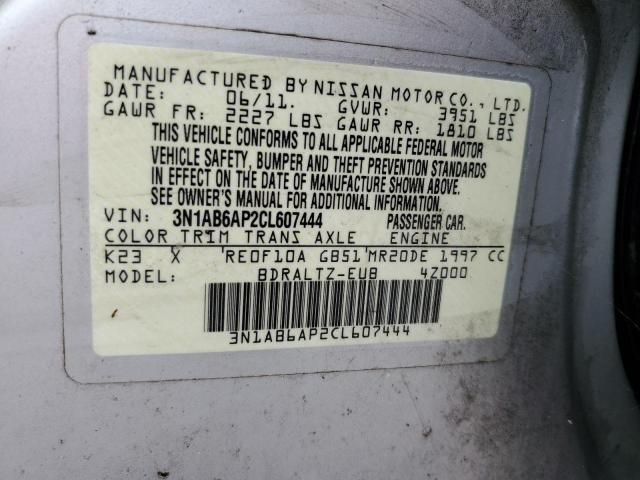 MANUFACTURED BY NISSAN MOTOR CO., LTD.
DATE: 06/11. GVWR: 3951 LBS
GAWR FR: 2227 LBS GAWR RR: 1810 LBS
THIS VEHICLE CONFORMS TO ALL APPLICABLE FEDERAL MOTOR
VEHICLE SAFETY, BUMPER AND THEFT PREVENTION STANDARDS
IN EFFECT ON THE DATE OF MANUFACTURE SHOWN ABOVE.
SEE OWNER'S MANUAL FOR ADDITIONAL INFORMATION.
VIN: 3N1AB6AP2CL607444 PASSENGER CAR.
COLOR TRIM TRANS AXLE ENGINE
K23 X RE0F10A GB51 MR20DE 1997 CC
MODEL: BDRALTZ-EUB 4Z000
3N1AB6AP2CL607444